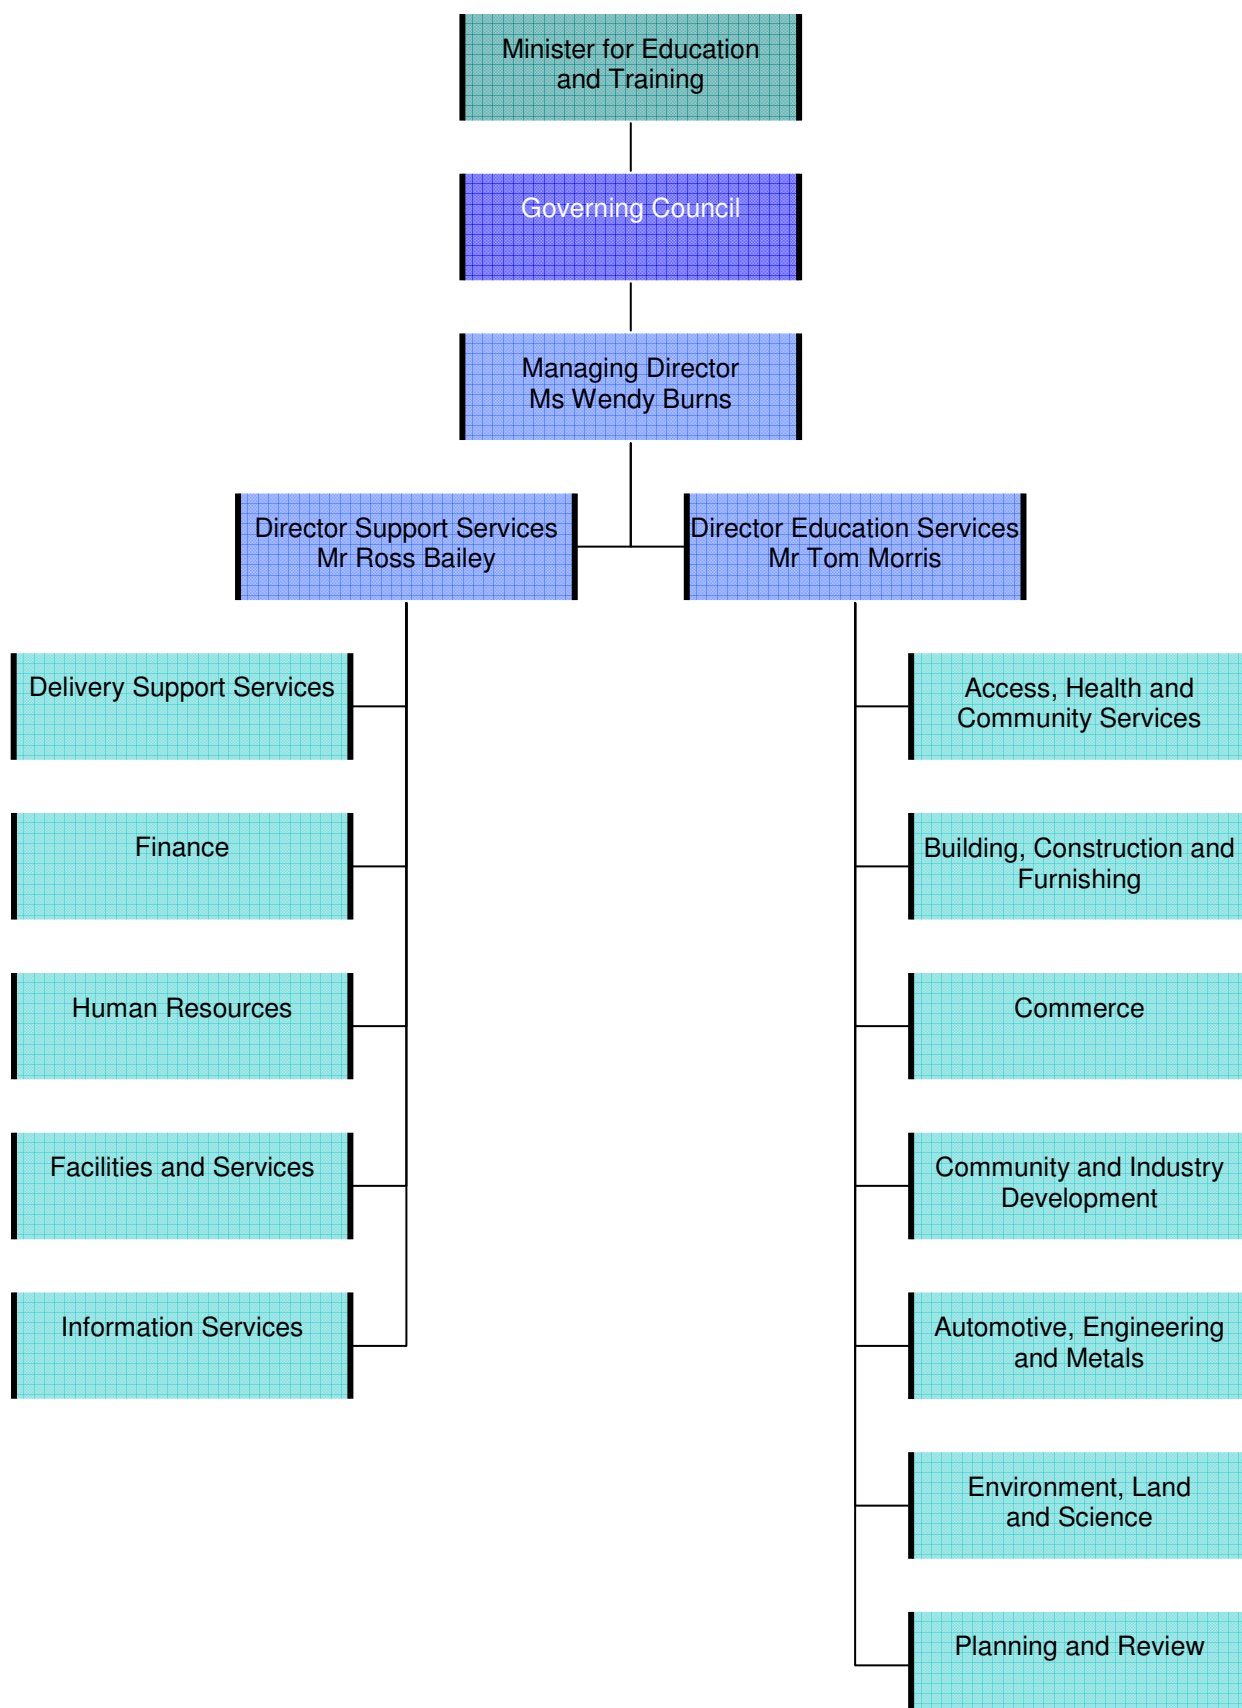 Minister for Education
and Training
Governing Council
Managing Director
Ms Wendy Burns
Director Support Services
Mr Ross Bailey
Director Education Services
Mr Tom Morris
Delivery Support Services
Finance
Human Resources
Facilities and Services
Information Services
Access, Health and
Community Services
Building, Construction and
Furnishing
Commerce
Community and Industry
Development
Automotive, Engineering
and Metals
Environment, Land
and Science
Planning and Review